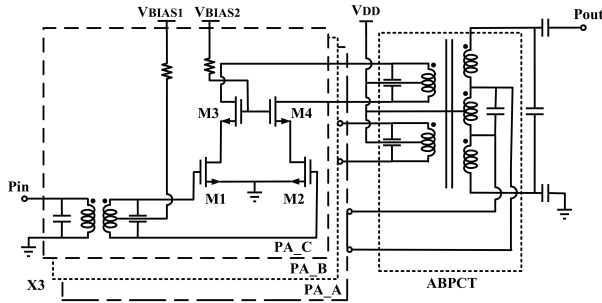 VBIAS1
VBIAS2
VDD
Pout
M3
M4
Pin
M1
M2
PA_C
PA_B
PA_A
X3
ABPCT